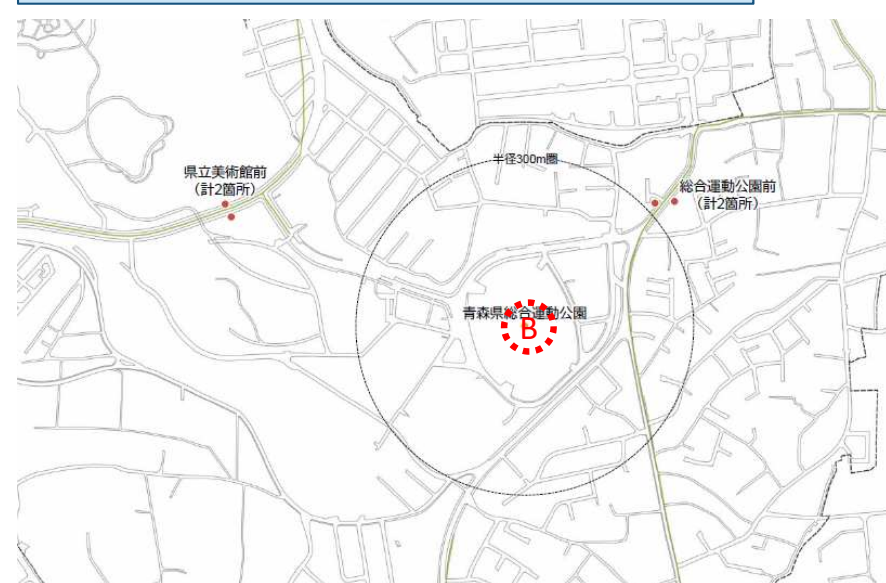 半径300m圏
県立美術館前
（計2箇所）
総合運動公園前
（計2箇所）
青森県総合運動公園
B